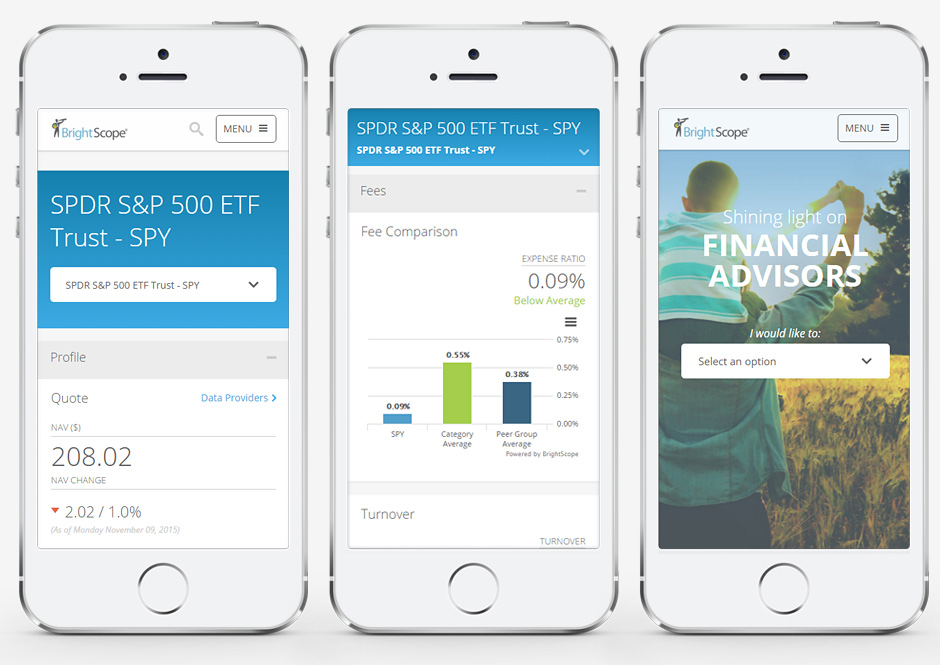 BrightScope®
MENU
SPDR S&P 500 ETF
Trust - SPY
SPDR S&P 500 ETF Trust - SPY
Profile
Quote
Data Providers
NAV ($)
208.02
NAV CHANGE
2.02 / 1.0%
(As of Monday November 09, 2015)
SPDR S&P 500 ETF Trust - SPY
SPDR S&P 500 ETF Trust - SPY
Fees
Fee Comparison
EXPENSE RATIO
0.09%
Below Average
0.75%
0.50%
0.25%
0.00%
0.09%
0.55%
0.38%
SPY
Category
Average
Peer Group
Average
Powered by BrightScope
Turnover
TURNOVER
BrightScope®
MENU
Shining light on
FINANCIAL
ADVISORS
I would like to:
Select an option